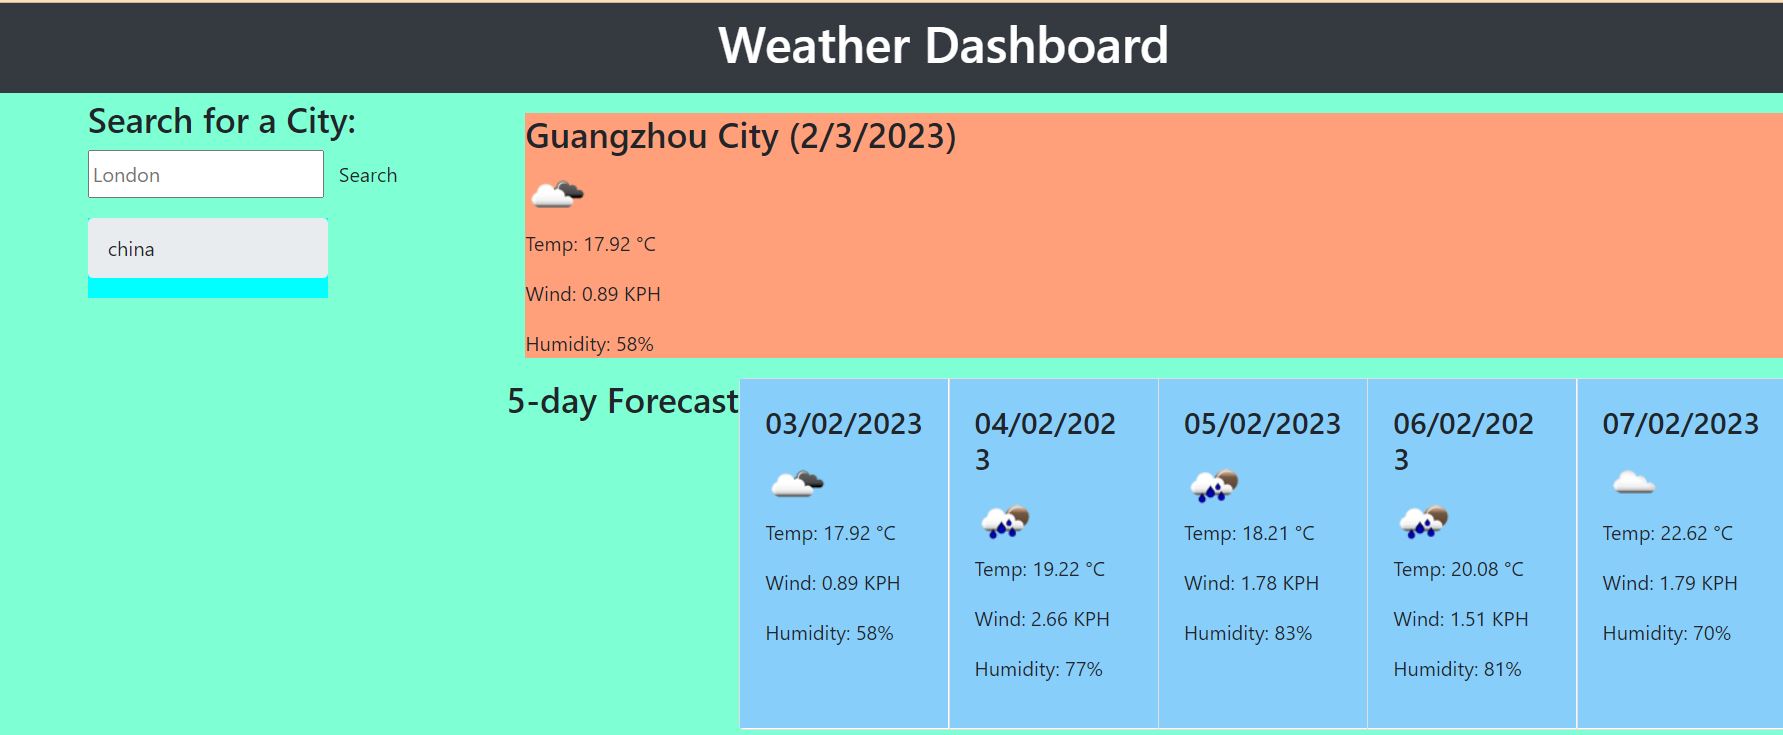 Weather Dashboard
Search for a City:
London
Search
china
Guangzhou City (2/3/2023)
Temp: 17.92 °C
Wind: 0.89 KPH
Humidity: 58%
5-day Forecast
03/02/2023
Temp: 17.92 °C
Wind: 0.89 KPH
Humidity: 58%
04/02/202
3
Temp: 19.22 °C
Wind: 2.66 KPH
Humidity: 77%
05/02/2023
Temp: 18.21 °C
Wind: 1.78 KPH
Humidity: 83%
06/02/202
3
Temp: 20.08 °C
Wind: 1.51 KPH
Humidity: 81%
07/02/2023
Temp: 22.62 °C
Wind: 1.79 KPH
Humidity: 70%